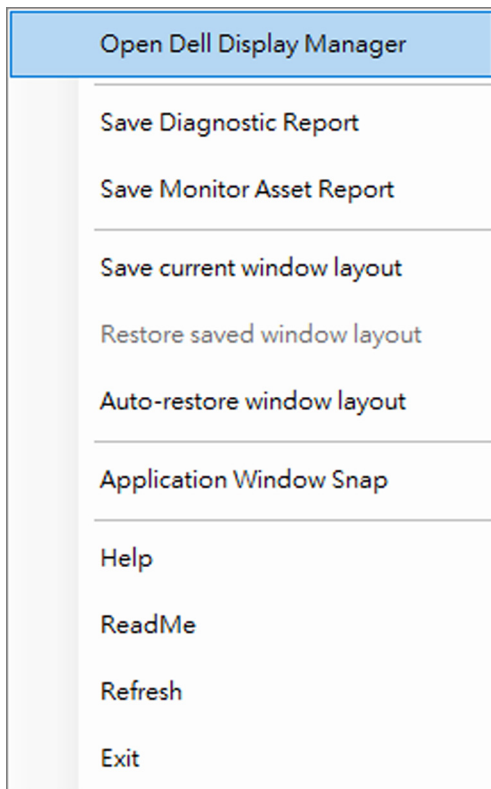 Open Dell Display Manager
Save Diagnostic Report
Save Monitor Asset Report
Save current window layout
Restore saved window layout
Auto-restore window layout
Application Window Snap
Help
ReadMe
Refresh
Exit